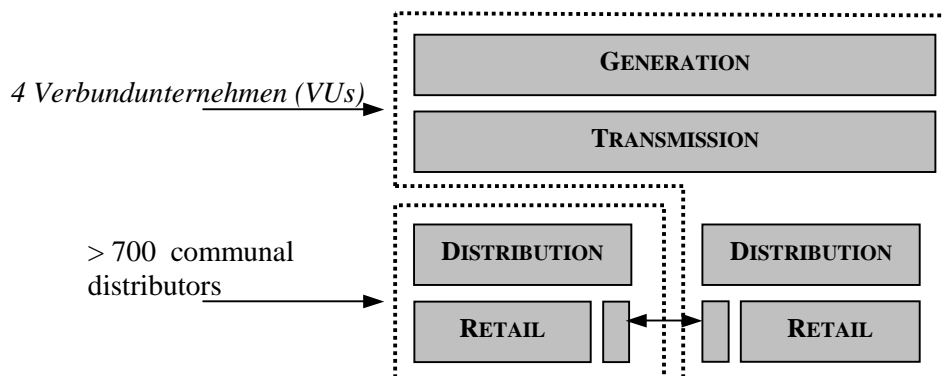 GENERATION
4 Verbundunternehmen (VUs)
TRANSMISSION
> 700 communal
distributors
DISTRIBUTION
DISTRIBUTION
RETAIL
RETAIL